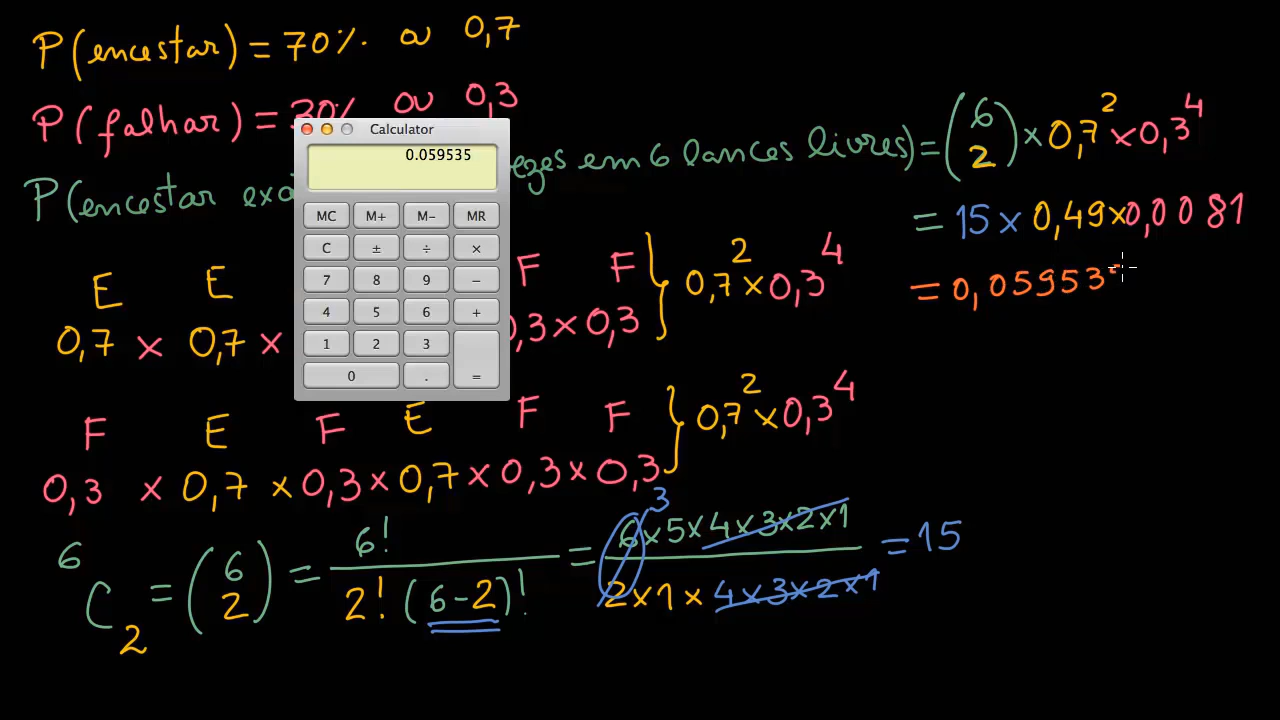 P(encestar) = 70% ou 0,7
P(falhar) = 30% ou 0,3
P(encestar exa ezes em 6 lances livres) = (6 2) × 0,7² × 0,3⁴
= 15 × 0,49 × 0,0081
= 0,05953
E E F F } 0,7² × 0,3⁴
0,7 × 0,7 × 0,3 × 0,3
F E F E F F } 0,7² × 0,3⁴
0,3 × 0,7 × 0,3 × 0,7 × 0,3 × 0,3
⁶C₂ = (6 2) = 6! / 2! (6-2)! = 6×5×4×3×2×1 / 2×1×4×3×2×1 = 15
3
Calculator
0.059535
MC M+ M- MR
C ± ÷ ×
7 8 9 −
4 5 6 +
1 2 3
0 . =